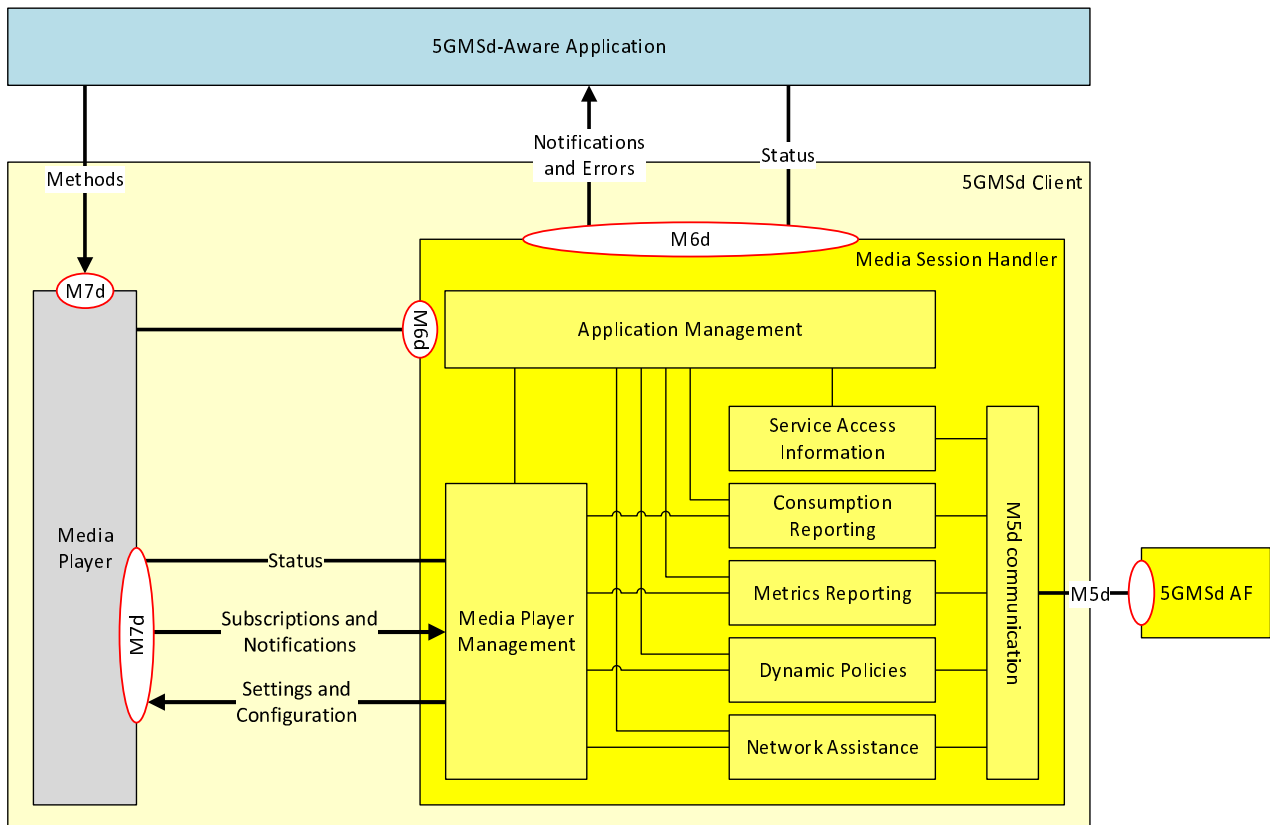 5GMSd-Aware Application
Notifications
and Errors
Status
Methods
5GMSd Client
M6d
Media Session Handler
M7d
M6d
Application Management
Service Access
Information
Consumption
Reporting
Media
Player
Status
M7d
Subscriptions and
Notifications
Settings and
Configuration
Media Player
Management
Metrics Reporting
Dynamic Policies
Network Assistance
M5d communication
M5d
5GMSd AF